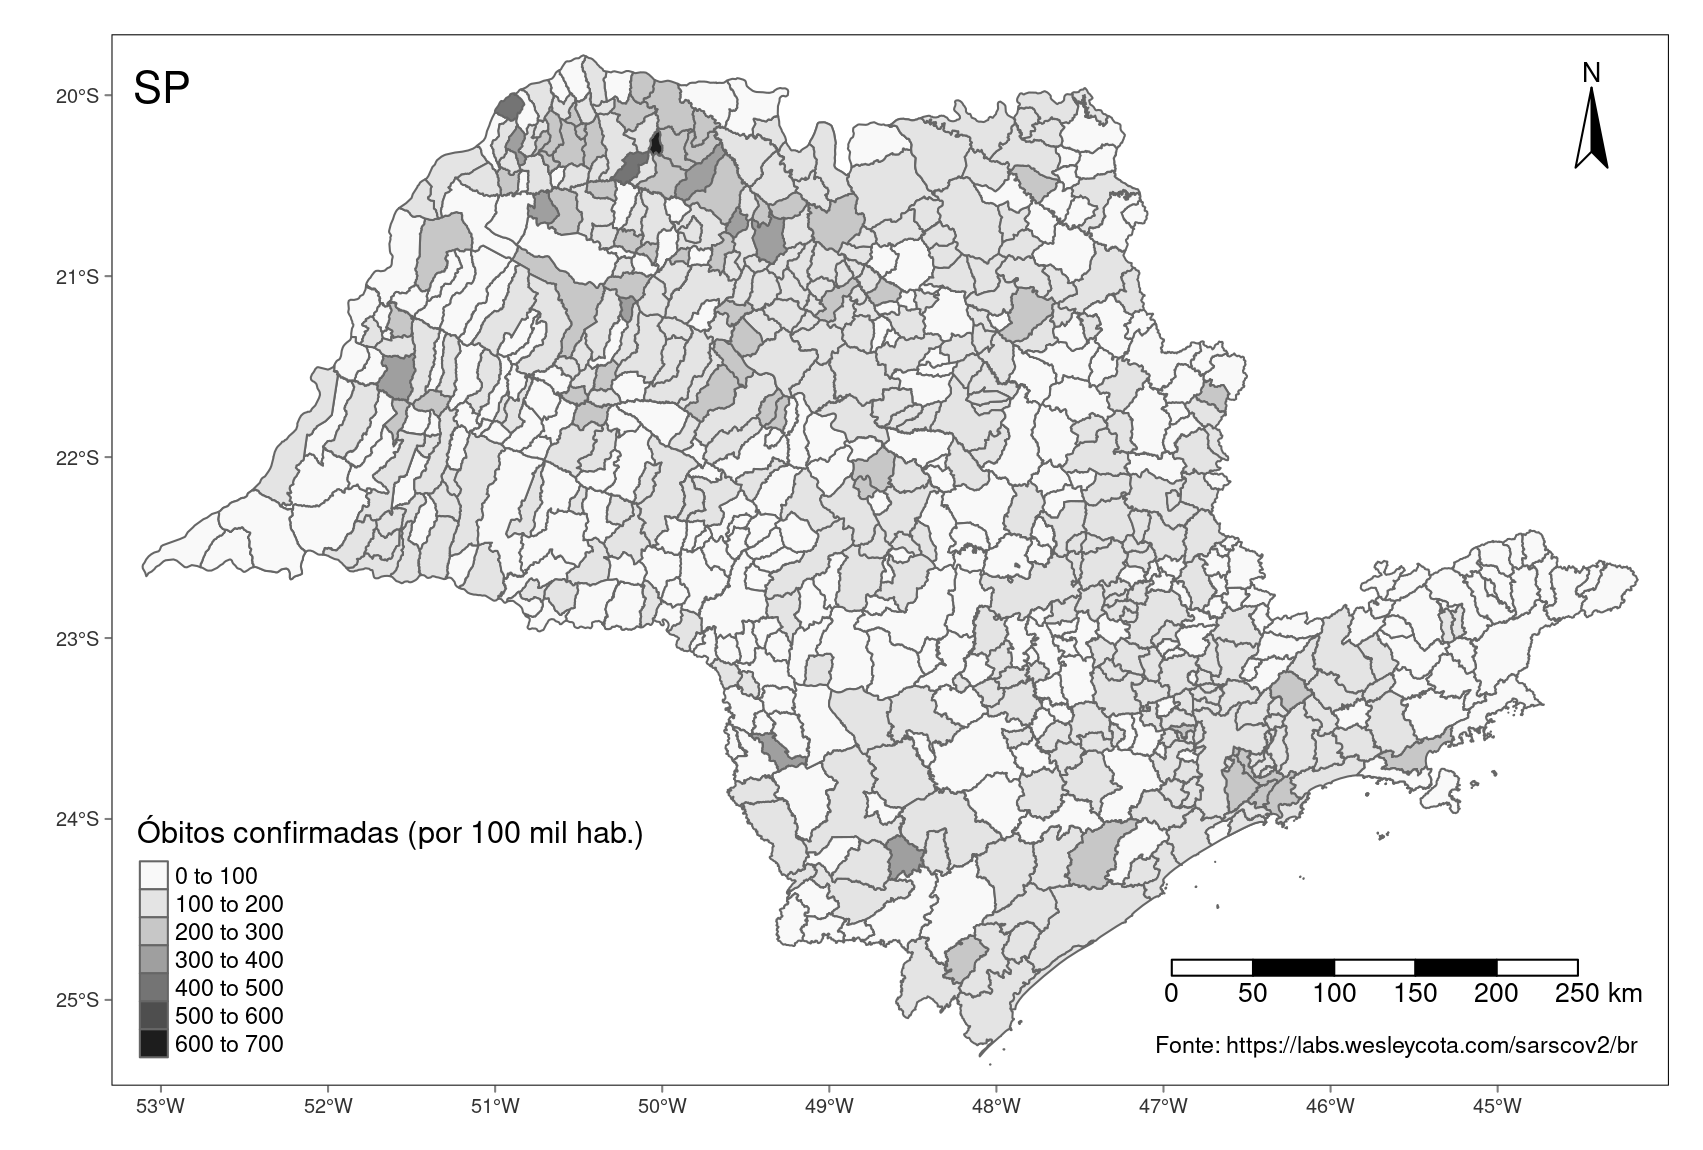 SP
N
20°S
21°S
22°S
23°S
24°S
25°S
Óbitos confirmadas (por 100 mil hab.)
0 to 100
100 to 200
200 to 300
300 to 400
400 to 500
500 to 600
600 to 700
0 50 100 150 200 250 km
Fonte: https://labs.wesleycota.com/sarscov2/br
53°W 52°W 51°W 50°W 49°W 48°W 47°W 46°W 45°W